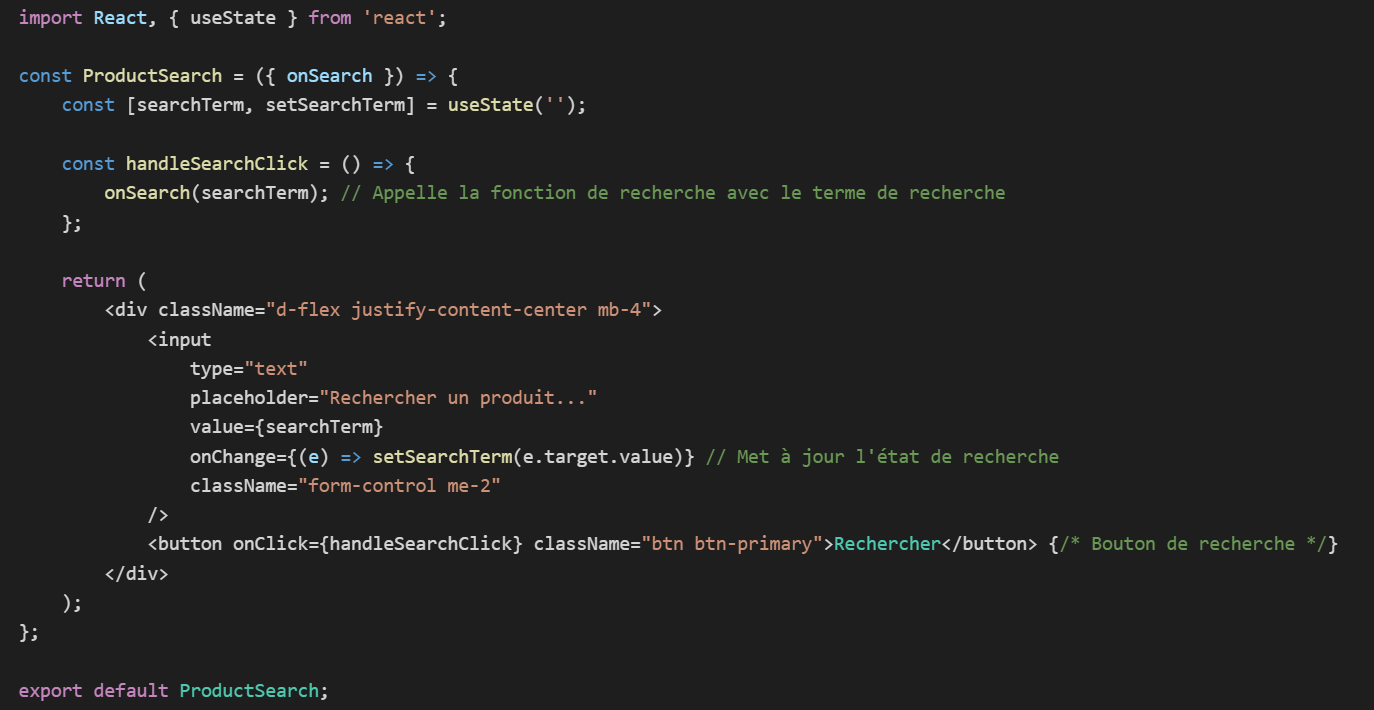 import React, { useState } from 'react';

const ProductSearch = ({ onSearch }) => {
    const [searchTerm, setSearchTerm] = useState('');

    const handleSearchClick = () => {
        onSearch(searchTerm); // Appelle la fonction de recherche avec le terme de recherche
    };

    return (
        <div className="d-flex justify-content-center mb-4">
            <input
                type="text"
                placeholder="Rechercher un produit..."
                value={searchTerm}
                onChange={(e) => setSearchTerm(e.target.value)} // Met à jour l'état de recherche
                className="form-control me-2"
            />
            <button onClick={handleSearchClick} className="btn btn-primary">Rechercher</button> {/* Bouton de recherche */}
        </div>
    );
};

export default ProductSearch;